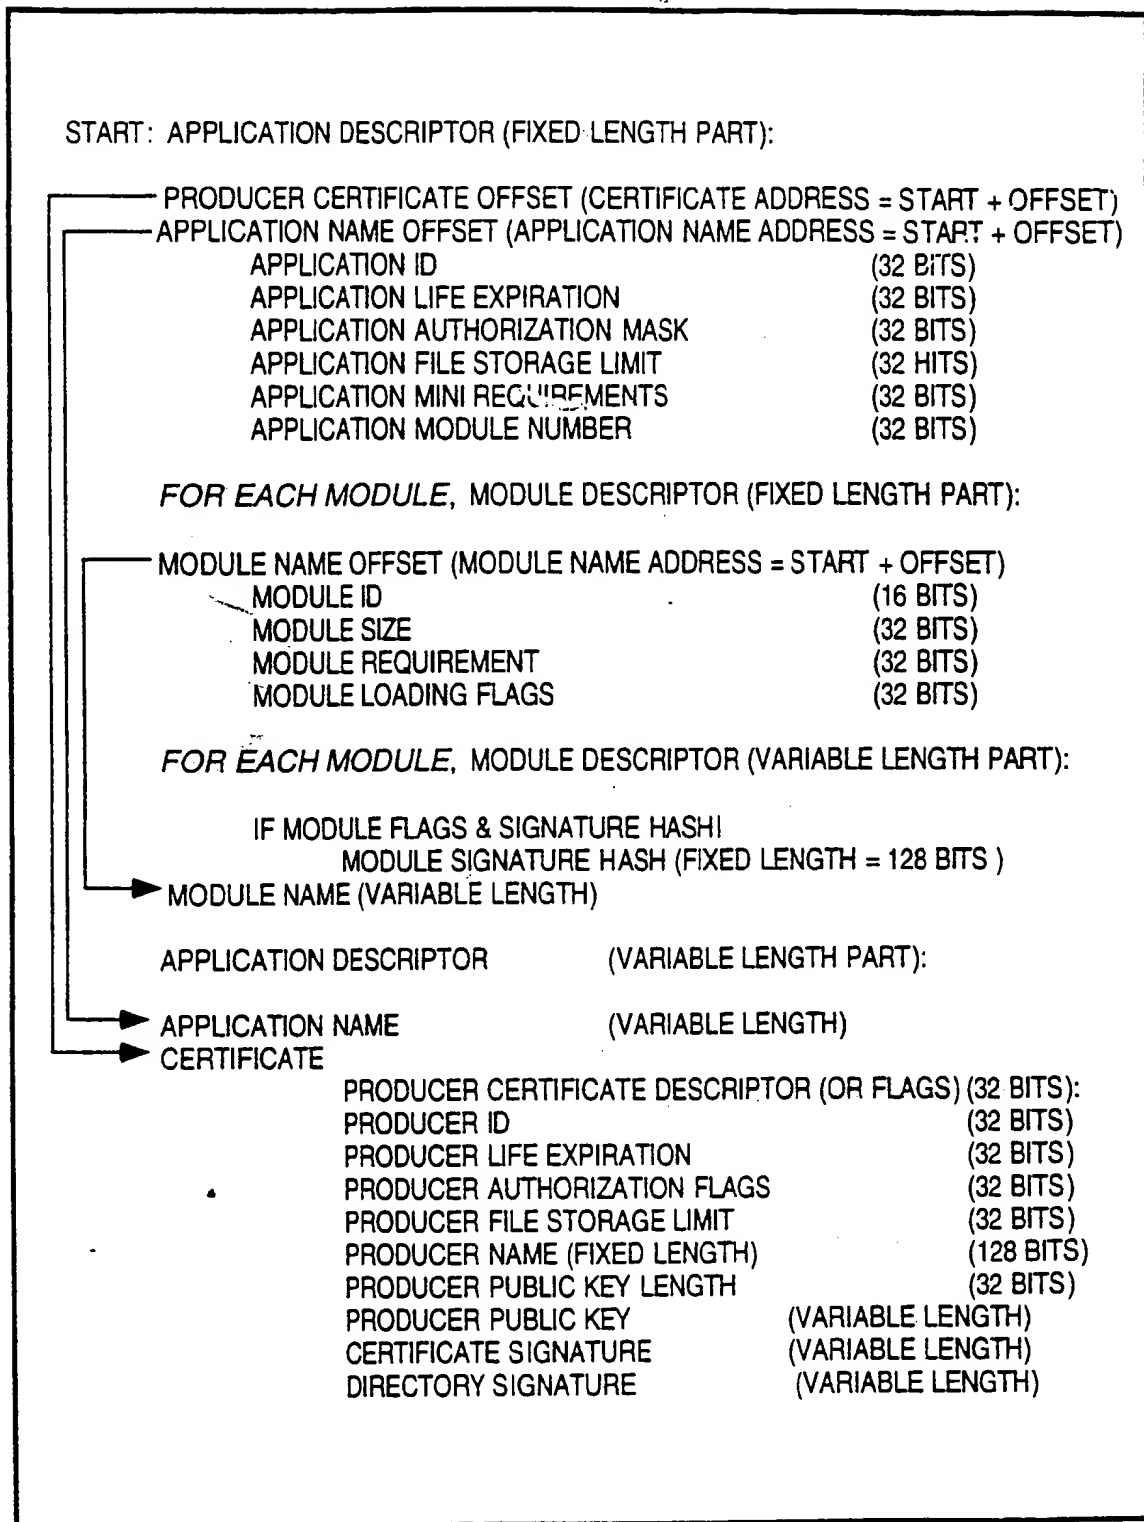 START: APPLICATION DESCRIPTOR (FIXED LENGTH PART):
PRODUCER CERTIFICATE OFFSET (CERTIFICATE ADDRESS = START + OFFSET)
APPLICATION NAME OFFSET (APPLICATION NAME ADDRESS = START + OFFSET)
APPLICATION ID (32 BITS)
APPLICATION LIFE EXPIRATION (32 BITS)
APPLICATION AUTHORIZATION MASK (32 BITS)
APPLICATION FILE STORAGE LIMIT (32 HITS)
APPLICATION MINI REQUIREMENTS (32 BITS)
APPLICATION MODULE NUMBER (32 BITS)
FOR EACH MODULE, MODULE DESCRIPTOR (FIXED LENGTH PART):
MODULE NAME OFFSET (MODULE NAME ADDRESS = START + OFFSET)
MODULE ID (16 BITS)
MODULE SIZE (32 BITS)
MODULE REQUIREMENT (32 BITS)
MODULE LOADING FLAGS (32 BITS)
FOR EACH MODULE, MODULE DESCRIPTOR (VARIABLE LENGTH PART):
IF MODULE FLAGS & SIGNATURE HASHI
MODULE SIGNATURE HASH (FIXED LENGTH = 128 BITS )
MODULE NAME (VARIABLE LENGTH)
APPLICATION DESCRIPTOR (VARIABLE LENGTH PART):
APPLICATION NAME (VARIABLE LENGTH)
CERTIFICATE
PRODUCER CERTIFICATE DESCRIPTOR (OR FLAGS) (32 BITS):
PRODUCER ID (32 BITS)
PRODUCER LIFE EXPIRATION (32 BITS)
PRODUCER AUTHORIZATION FLAGS (32 BITS)
PRODUCER FILE STORAGE LIMIT (32 BITS)
PRODUCER NAME (FIXED LENGTH) (128 BITS)
PRODUCER PUBLIC KEY LENGTH (32 BITS)
PRODUCER PUBLIC KEY (VARIABLE LENGTH)
CERTIFICATE SIGNATURE (VARIABLE LENGTH)
DIRECTORY SIGNATURE (VARIABLE LENGTH)